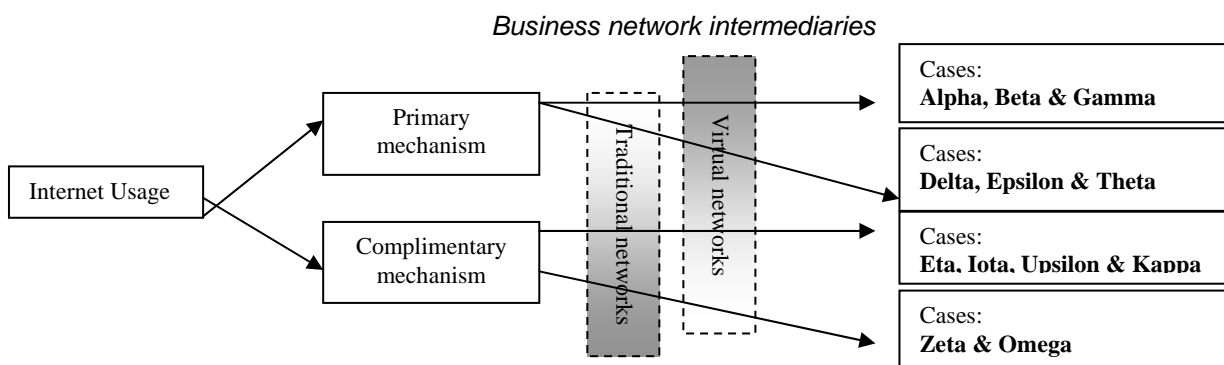 Business network intermediaries
Internet Usage
Primary
mechanism
Complimentary
mechanism
Traditional networks
Virtual networks
Cases:
Alpha, Beta & Gamma
Cases:
Delta, Epsilon & Theta
Cases:
Eta, Iota, Upsilon & Kappa
Cases:
Zeta & Omega